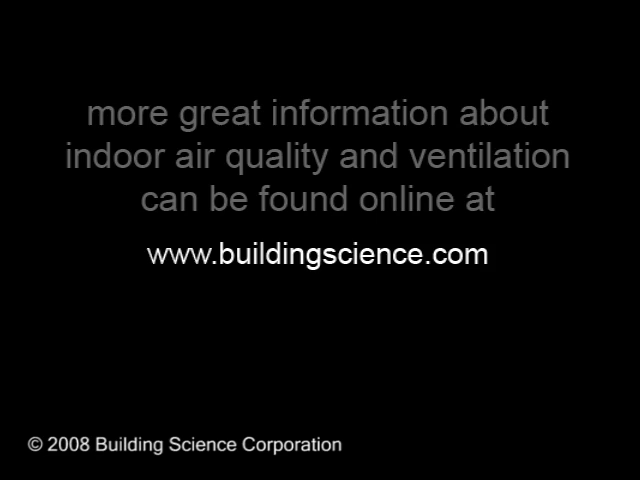 more great information about
indoor air quality and ventilation
can be found online at
www.buildingscience.com
© 2008 Building Science Corporation